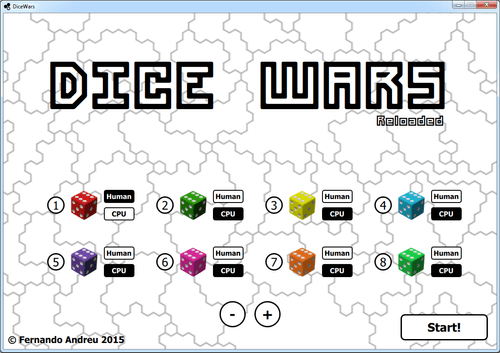 DiceWars
DICE WARS
Reloaded
1 Human CPU 2 Human CPU 3 Human CPU 4 Human CPU
5 Human CPU 6 Human CPU 7 Human CPU 8 Human CPU
- +
Start!
© Fernando Andreu 2015